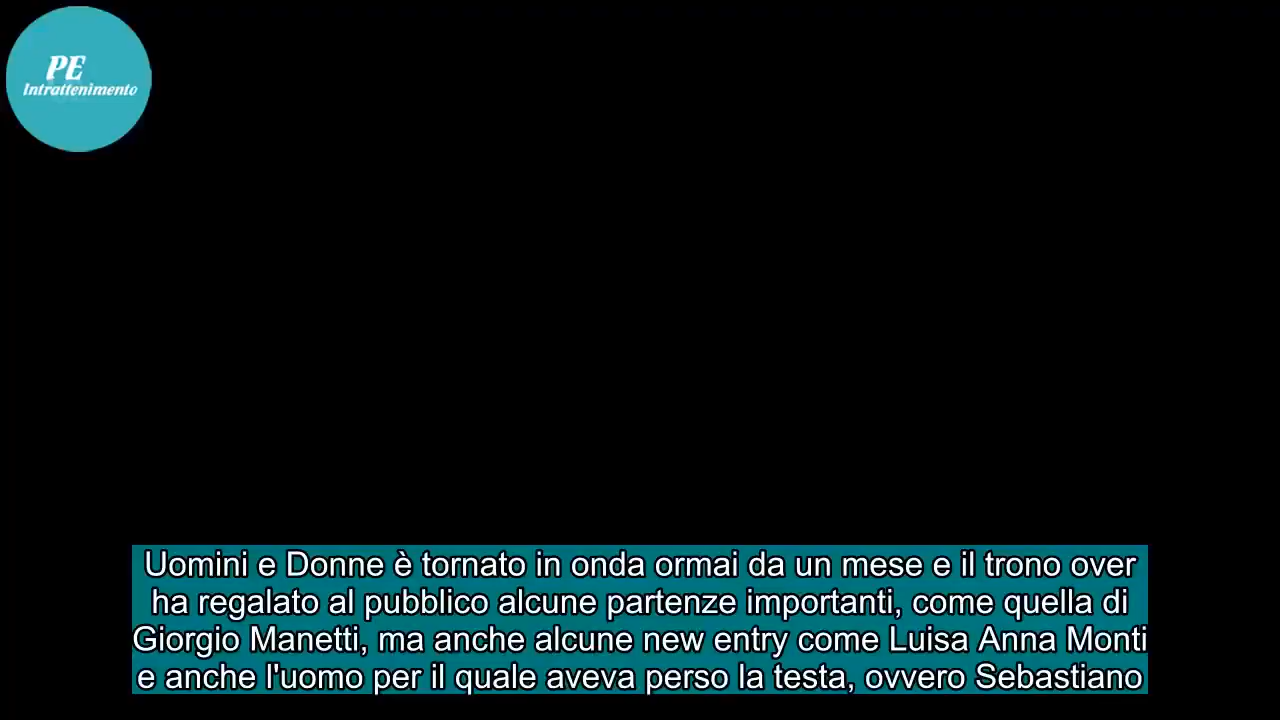 PE
Intrattenimento
Uomini e Donne è tornato in onda ormai da un mese e il trono over
ha regalato al pubblico alcune partenze importanti, come quella di
Giorgio Manetti, ma anche alcune new entry come Luisa Anna Monti
e anche l'uomo per il quale aveva perso la testa, ovvero Sebastiano